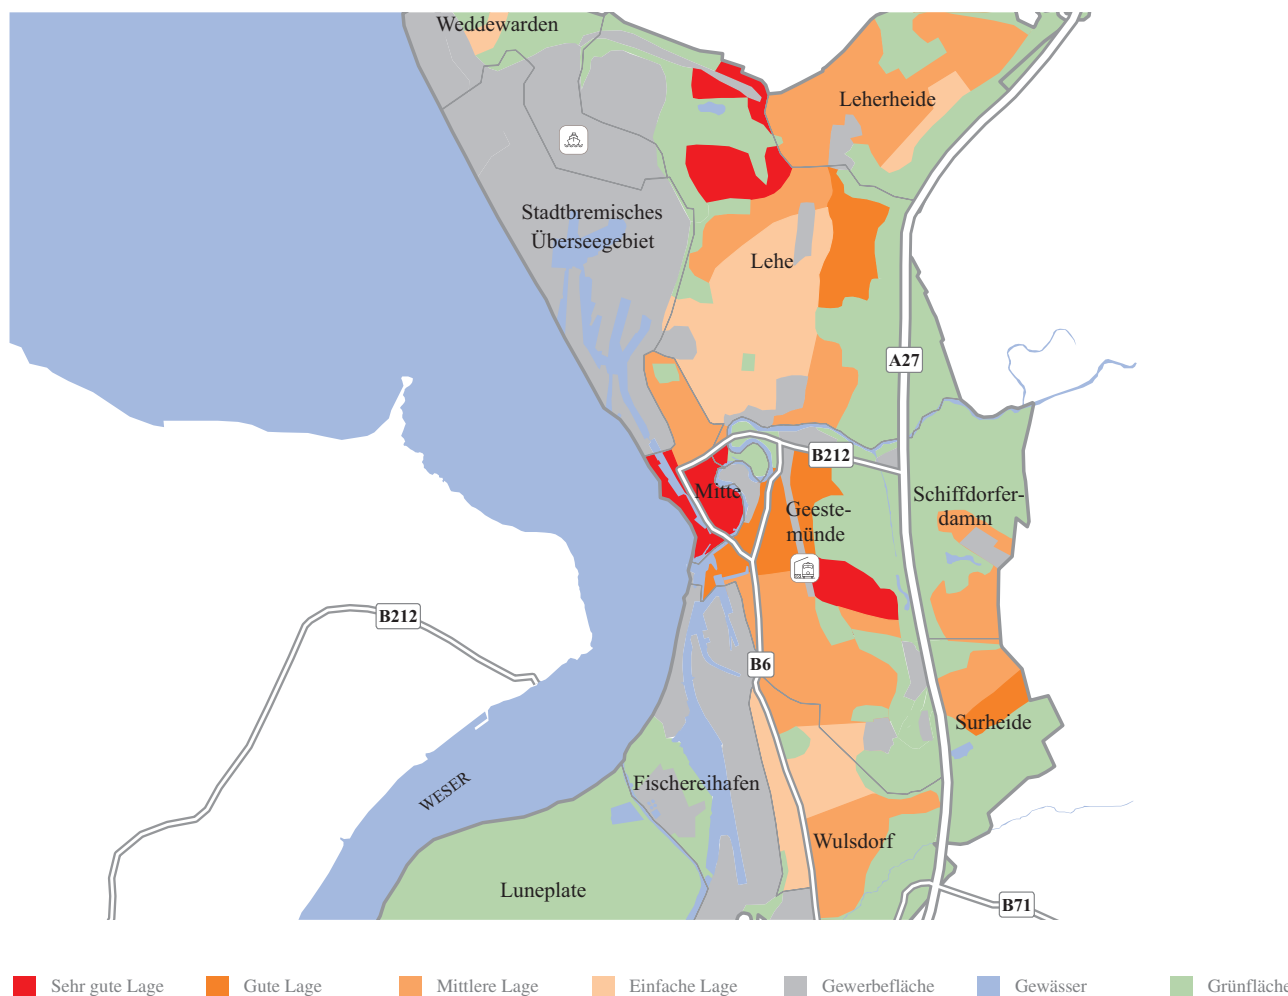 Weddewarden
Leherheide
Stadtbremisches
Überseegebiet
Lehe
A27
B212
Mitte
Geeste-
münde
Schiffdorfer-
damm
B212
B6
Surheide
WESER
Fischereihafen
Wulsdorf
Luneplate
B71
Sehr gute Lage
Gute Lage
Mittlere Lage
Einfache Lage
Gewerbefläche
Gewässer
Grünfläche